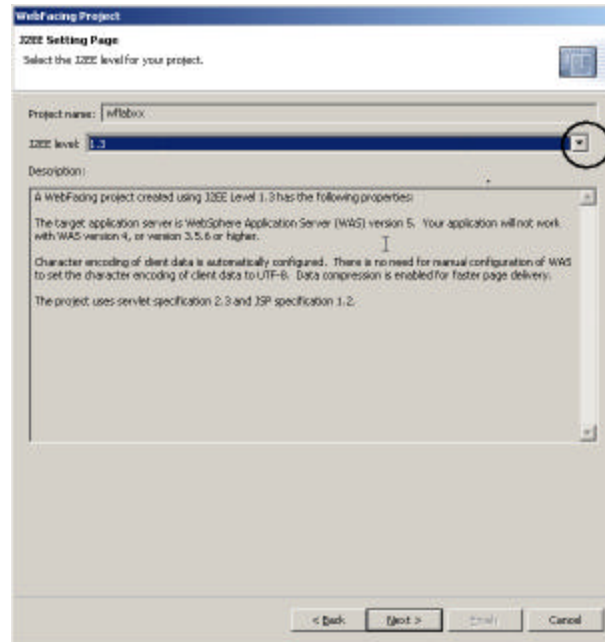 WebFacing Project
J2EE Setting Page
Select the J2EE level for your project.
Project name: wflabxx
J2EE level: 1.3
Description:
A WebFacing project created using J2EE Level 1.3 has the following properties:
The target application server is WebSphere Application Server (WAS) version 5. Your application will not work
with WAS version 4, or version 3.5.6 or higher.
Character encoding of client data is automatically configured. There is no need for manual configuration of WAS
to set the character encoding of client data to UTF-8. Data compression is enabled for faster page delivery.
The project uses servlet specification 2.3 and JSP specification 1.2.
< Back Next > Finish Cancel